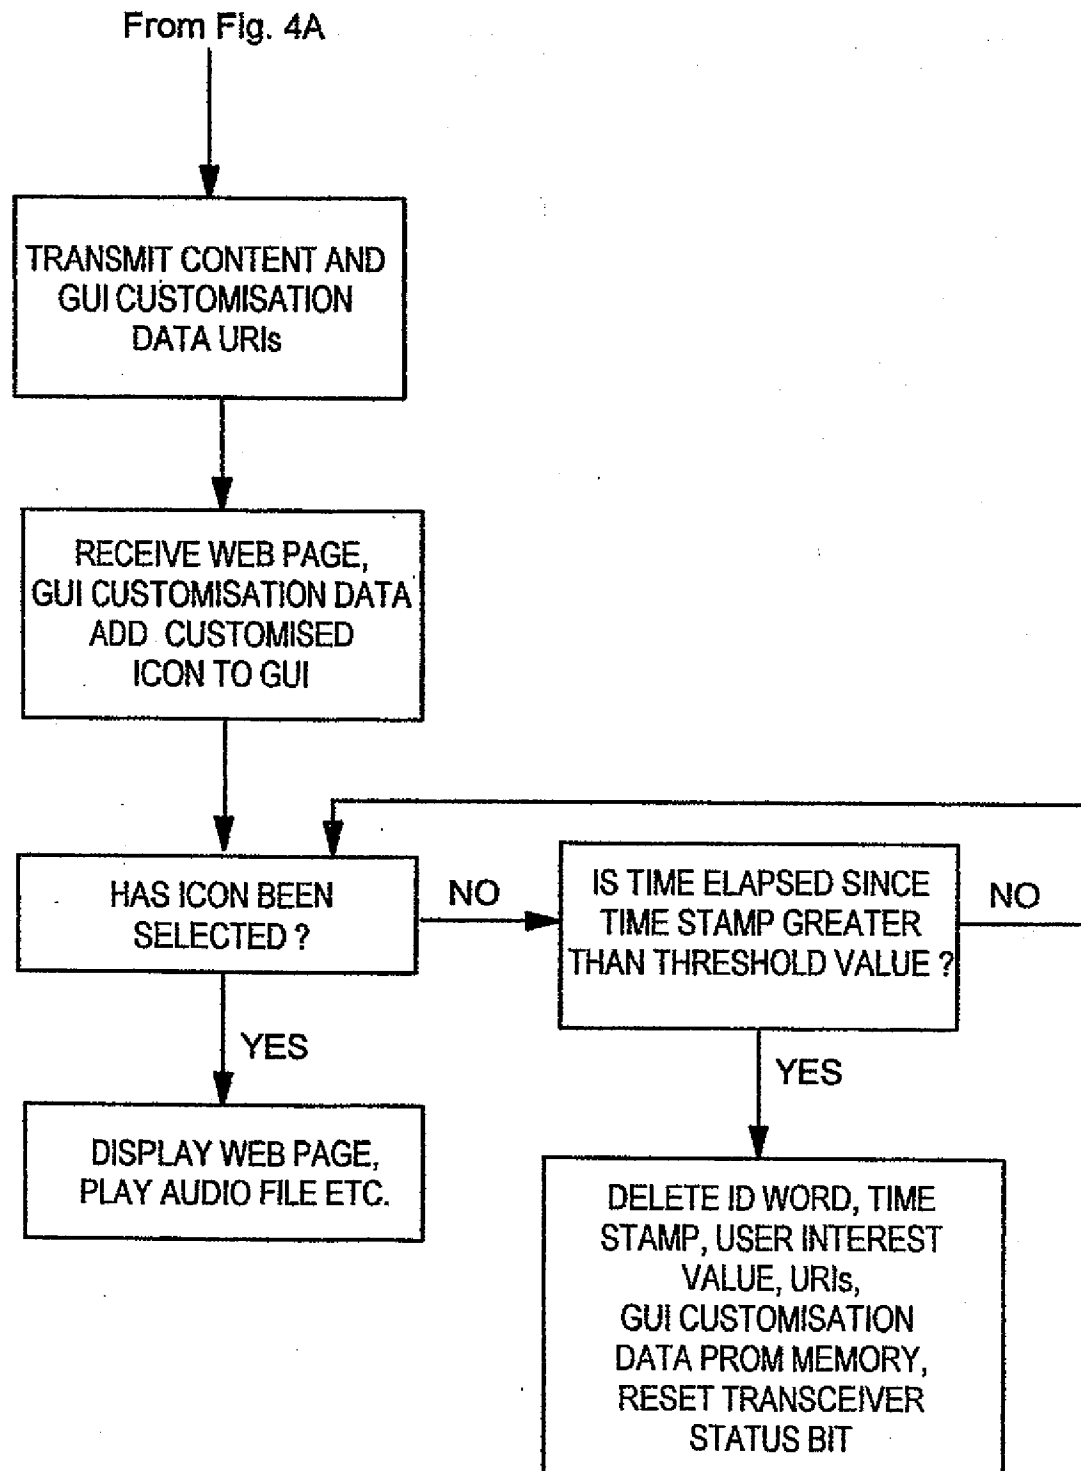 From Fig. 4A
TRANSMIT CONTENT AND
GUI CUSTOMISATION
DATA URIs
RECEIVE WEB PAGE,
GUI CUSTOMISATION DATA
ADD CUSTOMISED
ICON TO GUI
HAS ICON BEEN
SELECTED ?
NO
IS TIME ELAPSED SINCE
TIME STAMP GREATER
THAN THRESHOLD VALUE ?
NO
YES
YES
DISPLAY WEB PAGE,
PLAY AUDIO FILE ETC.
DELETE ID WORD, TIME
STAMP, USER INTEREST
VALUE, URIs,
GUI CUSTOMISATION
DATA PROM MEMORY,
RESET TRANSCEIVER
STATUS BIT